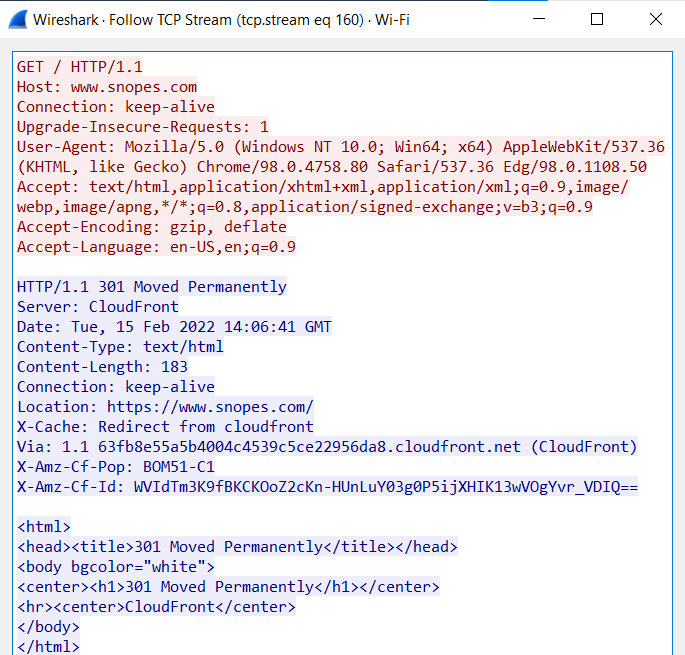 Wireshark · Follow TCP Stream (tcp.stream eq 160) · Wi-Fi
GET / HTTP/1.1
Host: www.snopes.com
Connection: keep-alive
Upgrade-Insecure-Requests: 1
User-Agent: Mozilla/5.0 (Windows NT 10.0; Win64; x64) AppleWebKit/537.36
(KHTML, like Gecko) Chrome/98.0.4758.80 Safari/537.36 Edg/98.0.1108.50
Accept: text/html,application/xhtml+xml,application/xml;q=0.9,image/
webp,image/apng,*/*;q=0.8,application/signed-exchange;v=b3;q=0.9
Accept-Encoding: gzip, deflate
Accept-Language: en-US,en;q=0.9

HTTP/1.1 301 Moved Permanently
Server: CloudFront
Date: Tue, 15 Feb 2022 14:06:41 GMT
Content-Type: text/html
Content-Length: 183
Connection: keep-alive
Location: https://www.snopes.com/
X-Cache: Redirect from cloudfront
Via: 1.1 63fb8e55a5b4004c4539c5ce22956da8.cloudfront.net (CloudFront)
X-Amz-Cf-Pop: BOM51-C1
X-Amz-Cf-Id: WVIdTm3K9fBKCKOoZ2cKn-HUnLuY03g0P5ijXHIK13wVOgYvr_VDIQ==

<html>
<head><title>301 Moved Permanently</title></head>
<body bgcolor="white">
<center><h1>301 Moved Permanently</h1></center>
<hr><center>CloudFront</center>
</body>
</html>